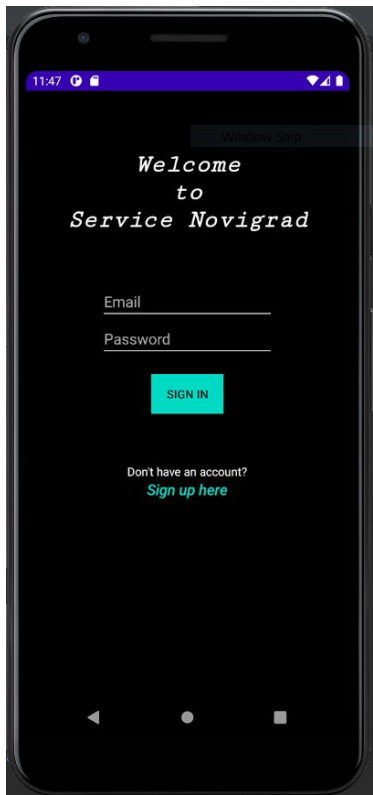 11:47
Window Snip
Welcome
to
Service Novigrad
Email
Password
SIGN IN
Don't have an account?
Sign up here